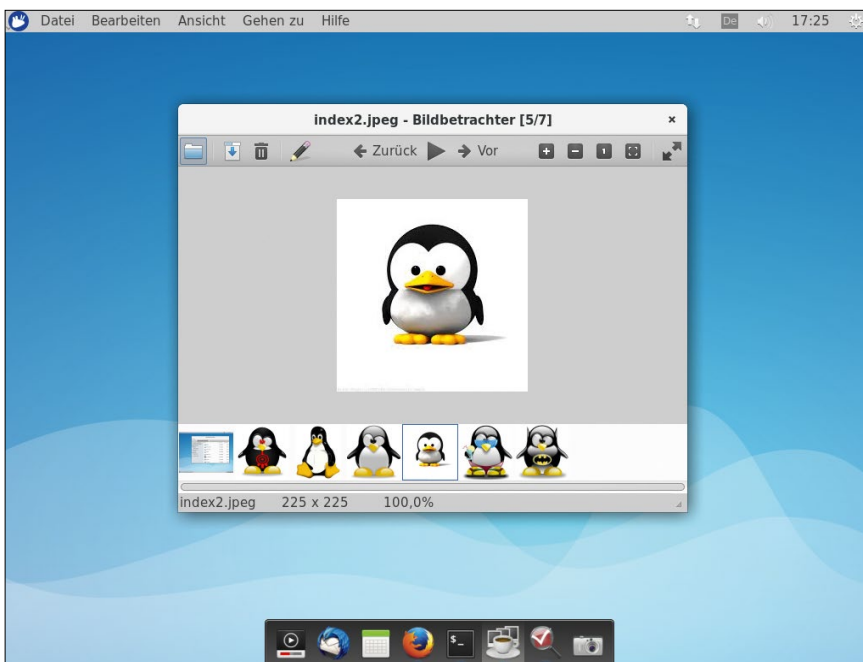 Datei Bearbeiten Ansicht Gehen zu Hilfe De 17:25
index2.jpeg - Bildbetrachter [5/7] ×
Zurück Vor 1
index2.jpeg 225 x 225 100,0%
$_